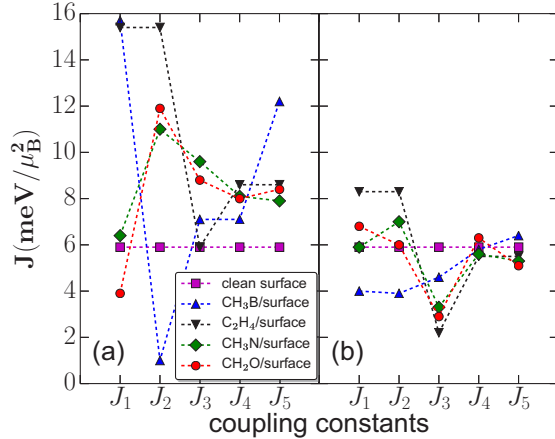 16
14
12
10
8
6
4
2
0
J(meV/μ_B^2)
clean surface
CH₃B/surface
C₂H₄/surface
CH₃N/surface
CH₂O/surface
(a)
(b)
J₁ J₂ J₃ J₄ J₅ J₁ J₂ J₃ J₄ J₅
coupling constants